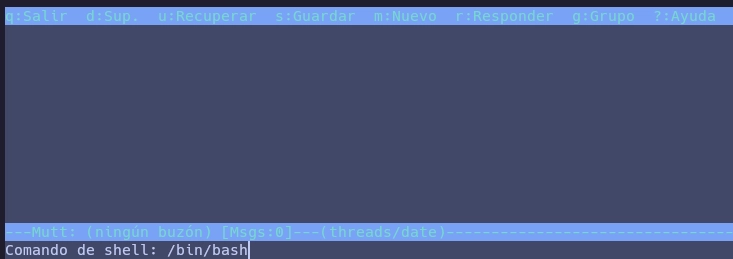 q:Salir  d:Sup.  u:Recuperar  s:Guardar  m:Nuevo  r:Responder  g:Grupo  ?:Ayuda
---Mutt: (ningún buzón) [Msgs:0]---(threads/date)--------------------------------
Comando de shell: /bin/bash